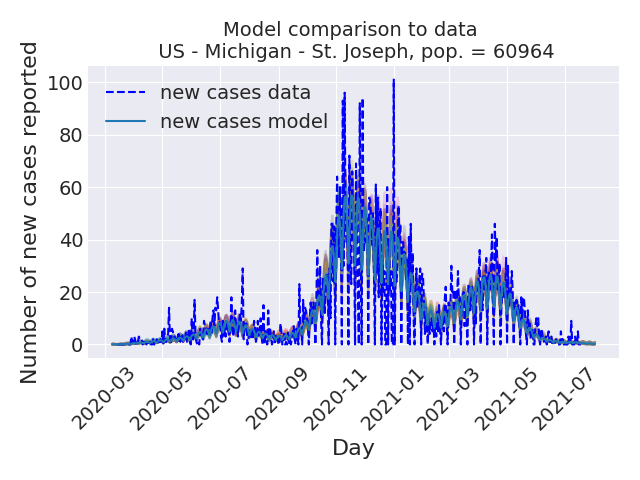 Model comparison to data
US - Michigan - St. Joseph, pop. = 60964
Number of new cases reported
100
80
60
40
20
0
new cases data
new cases model
2020-03
2020-05
2020-07
2020-09
2020-11
2021-01
2021-03
2021-05
2021-07
Day